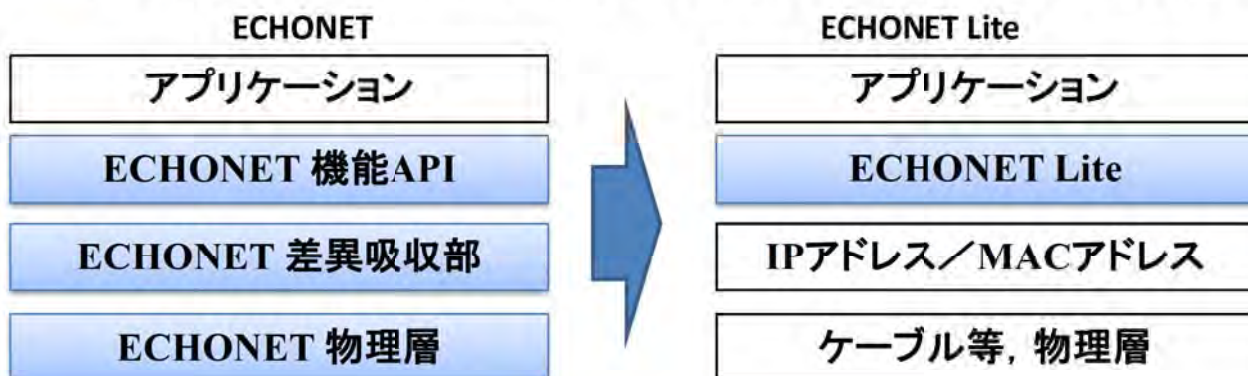 ECHONET
アプリケーション
ECHONET 機能API
ECHONET 差異吸収部
ECHONET 物理層
ECHONET Lite
アプリケーション
ECHONET Lite
IPアドレス／MACアドレス
ケーブル等，物理層